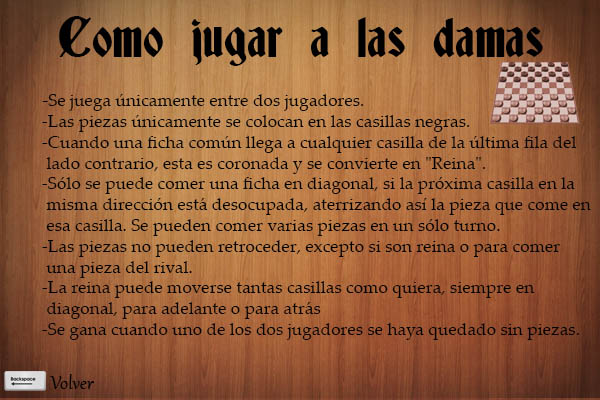 Como jugar a las damas
-Se juega únicamente entre dos jugadores.
-Las piezas únicamente se colocan en las casillas negras.
-Cuando una ficha común llega a cualquier casilla de la última fila del
lado contrario, esta es coronada y se convierte en "Reina".
-Sólo se puede comer una ficha en diagonal, si la próxima casilla en la
misma dirección está desocupada, aterrizando así la pieza que come en
esa casilla. Se pueden comer varias piezas en un sólo turno.
-Las piezas no pueden retroceder, excepto si son reina o para comer
una pieza del rival.
-La reina puede moverse tantas casillas como quiera, siempre en
diagonal, para adelante o para atrás
-Se gana cuando uno de los dos jugadores se haya quedado sin piezas.
Backspace
Volver